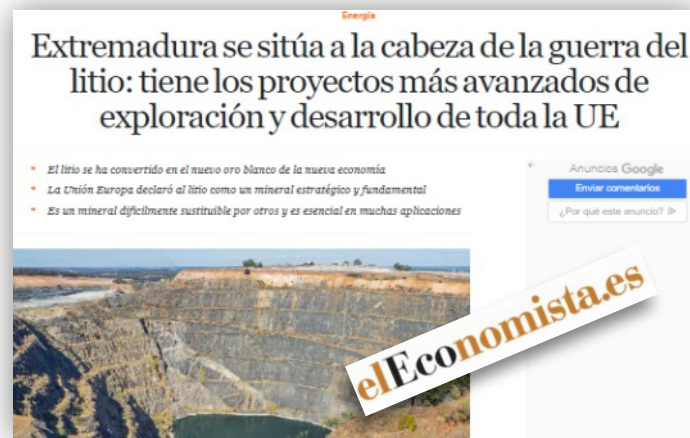 Energía
Extremadura se sitúa a la cabeza de la guerra del
litio: tiene los proyectos más avanzados de
exploración y desarrollo de toda la UE
El litio se ha convertido en el nuevo oro blanco de la nueva economía
La Unión Europa declaró al litio como un mineral estratégico y fundamental
Es un mineral difícilmente sustituible por otros y es esencial en muchas aplicaciones
Anuncios Google
Enviar comentarios
¿Por qué este anuncio?
elEconomista.es